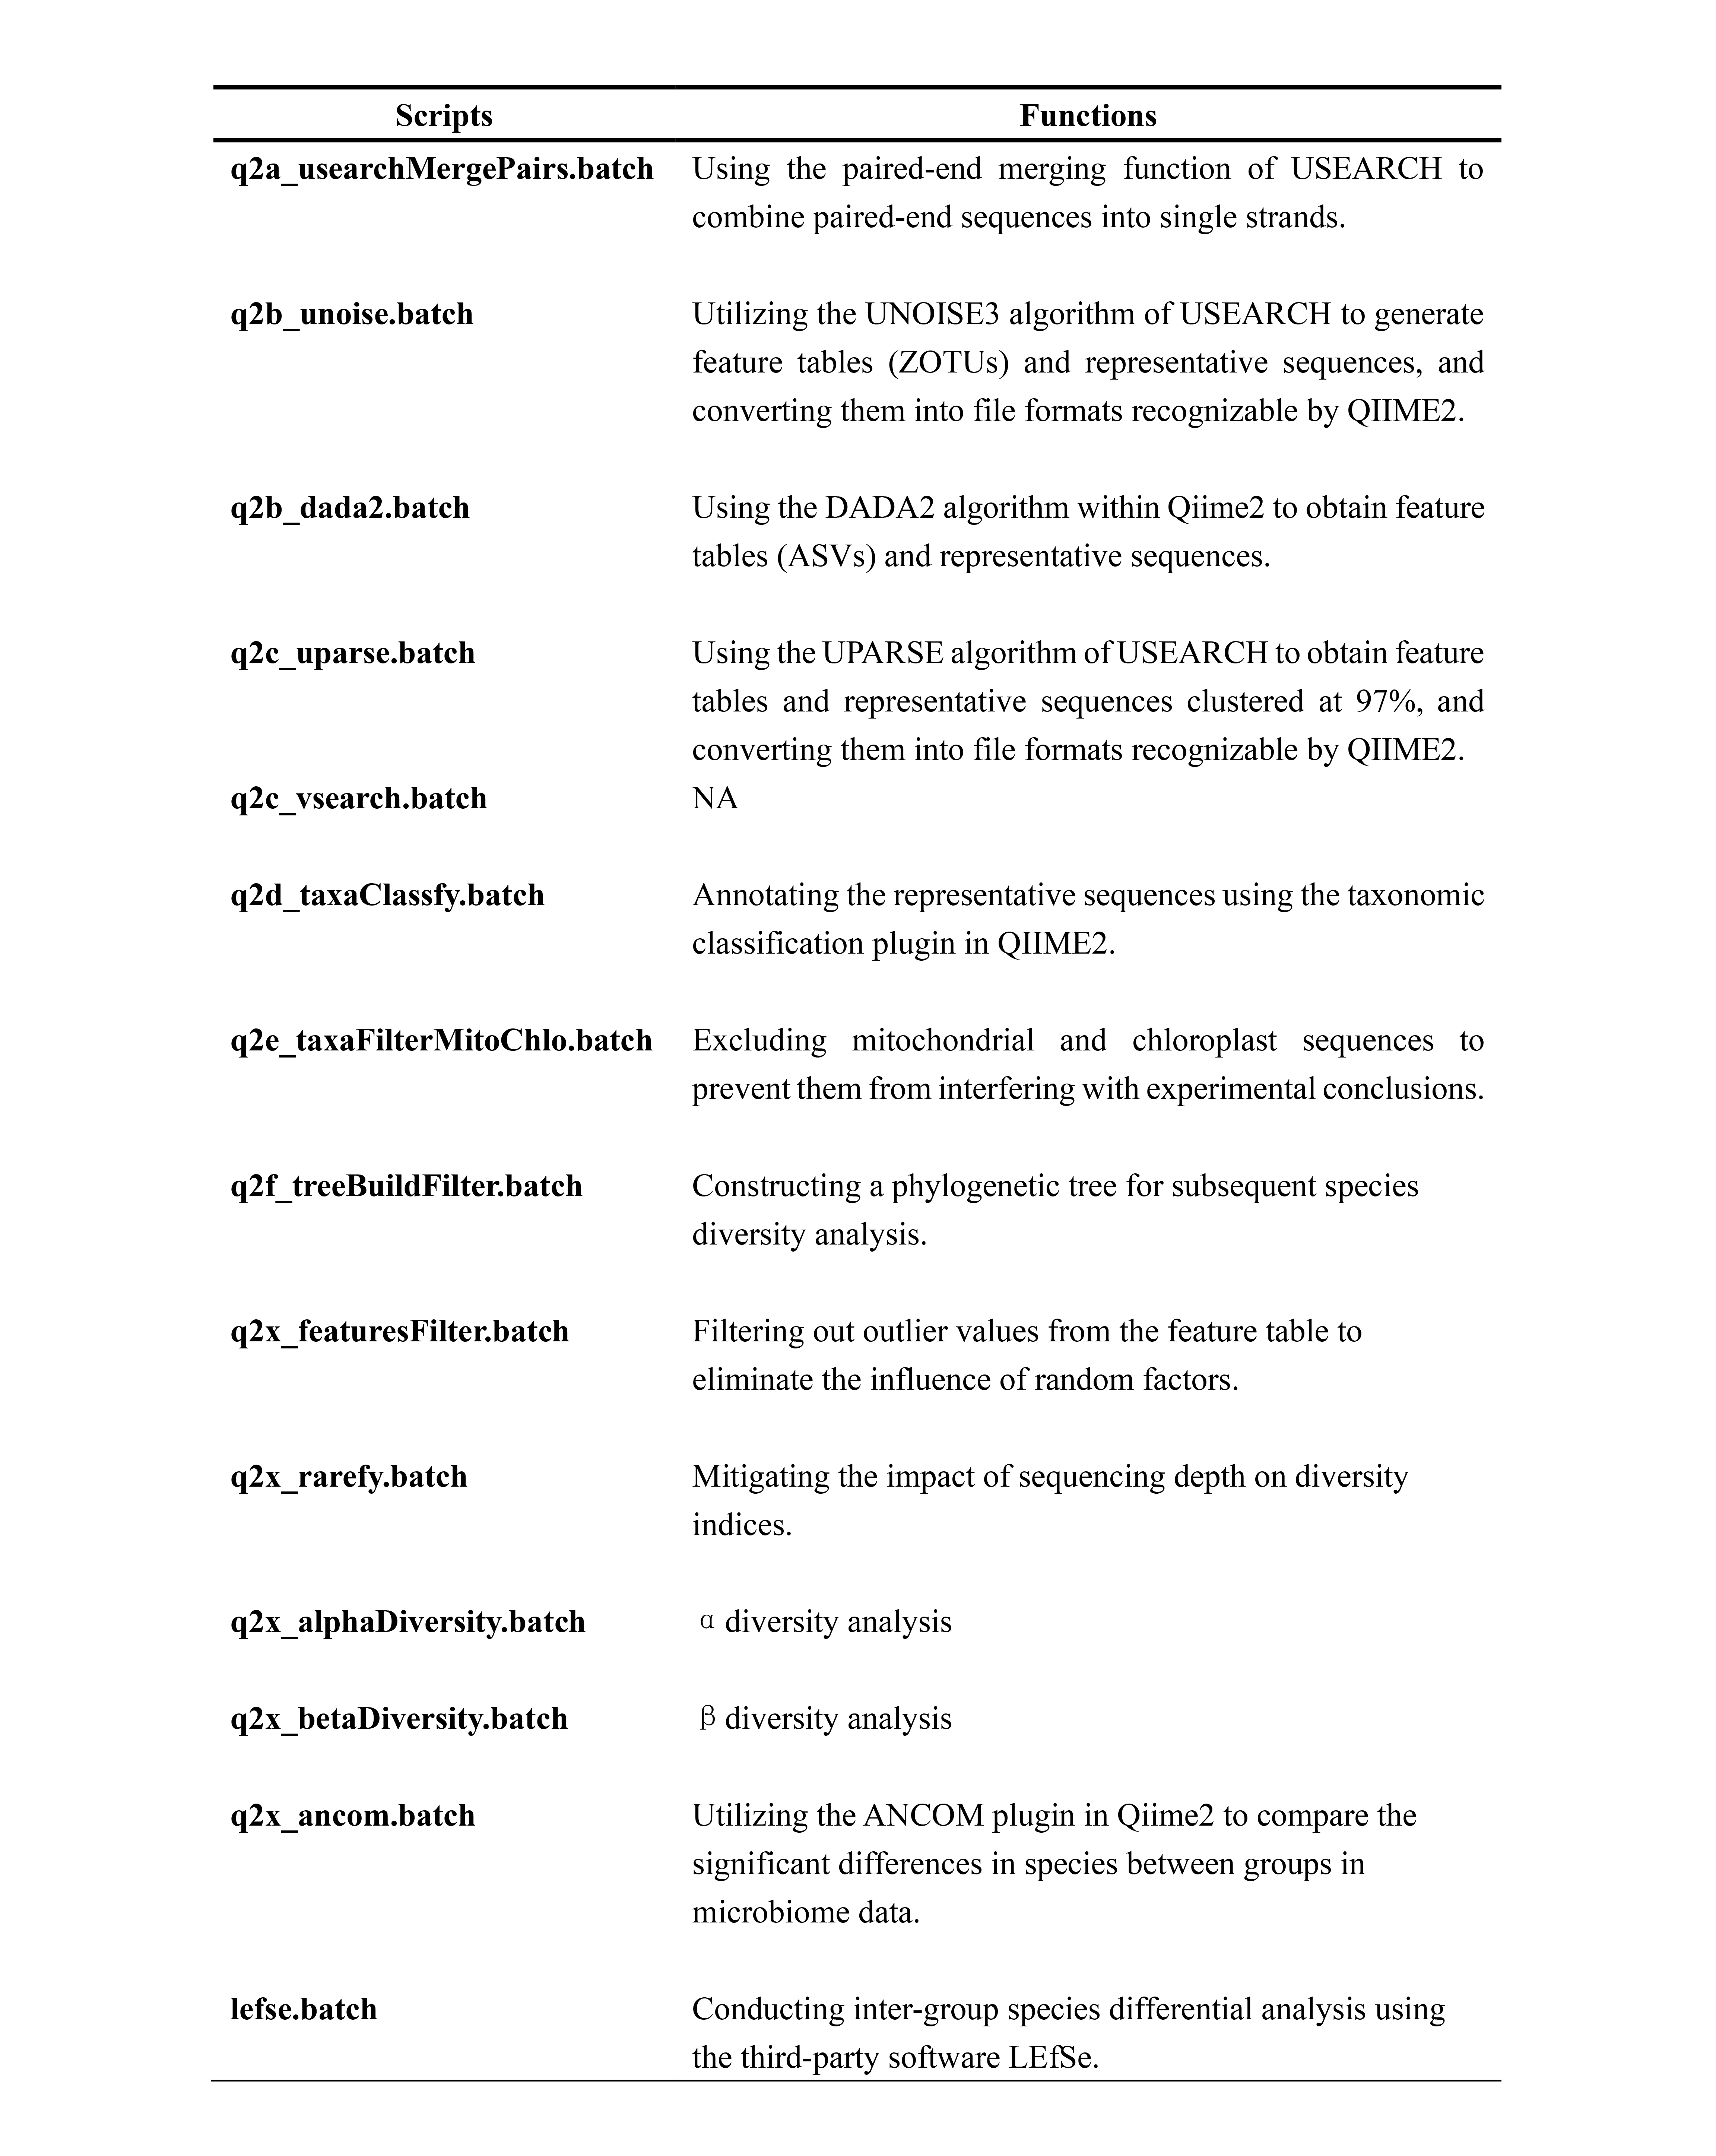 Scripts Functions
q2a_usearchMergePairs.batch Using the paired-end merging function of USEARCH to
combine paired-end sequences into single strands.
q2b_unoise.batch Utilizing the UNOISE3 algorithm of USEARCH to generate
feature tables (ZOTUs) and representative sequences, and
converting them into file formats recognizable by QIIME2.
q2b_dada2.batch Using the DADA2 algorithm within Qiime2 to obtain feature
tables (ASVs) and representative sequences.
q2c_uparse.batch Using the UPARSE algorithm of USEARCH to obtain feature
tables and representative sequences clustered at 97%, and
converting them into file formats recognizable by QIIME2.
q2c_vsearch.batch NA
q2d_taxaClassfy.batch Annotating the representative sequences using the taxonomic
classification plugin in QIIME2.
q2e_taxaFilterMitoChlo.batch Excluding mitochondrial and chloroplast sequences to
prevent them from interfering with experimental conclusions.
q2f_treeBuildFilter.batch Constructing a phylogenetic tree for subsequent species
diversity analysis.
q2x_featuresFilter.batch Filtering out outlier values from the feature table to
eliminate the influence of random factors.
q2x_rarefy.batch Mitigating the impact of sequencing depth on diversity
indices.
q2x_alphaDiversity.batch α diversity analysis
q2x_betaDiversity.batch β diversity analysis
q2x_ancom.batch Utilizing the ANCOM plugin in Qiime2 to compare the
significant differences in species between groups in
microbiome data.
lefse.batch Conducting inter-group species differential analysis using
the third-party software LEfSe.